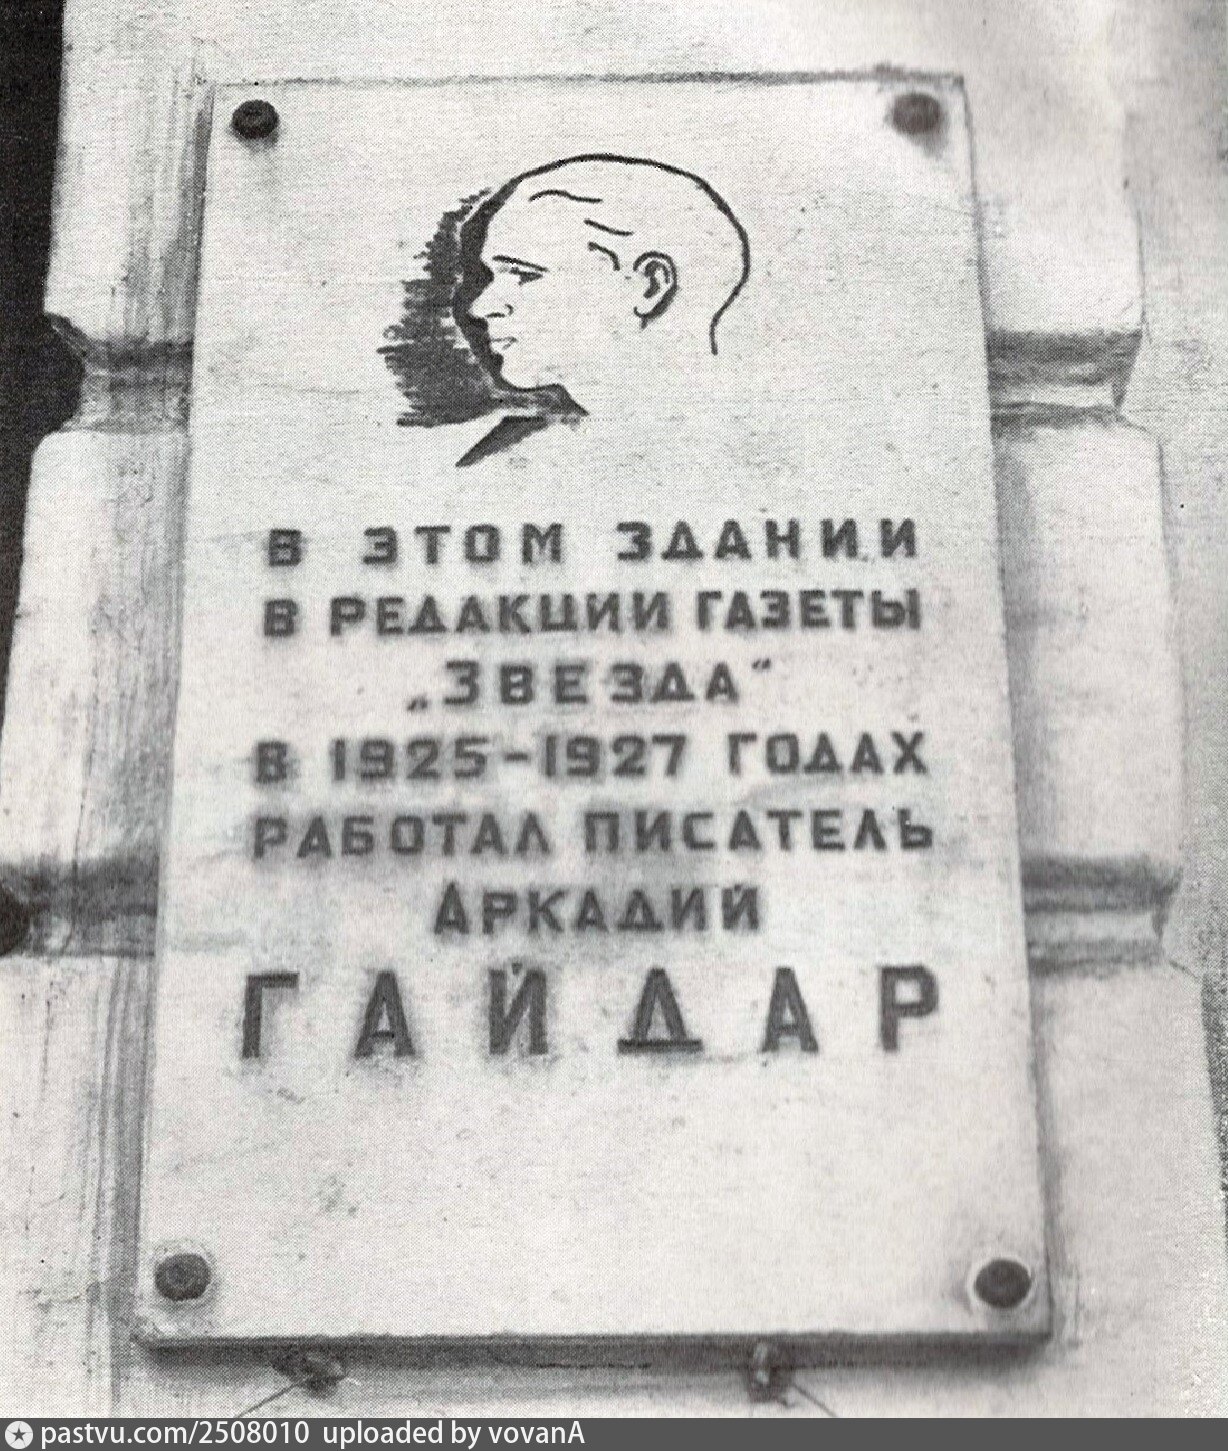 В ЭТОМ ЗДАНИИ
В РЕДАКЦИИ ГАЗЕТЫ
„ЗВЕЗДА“
В 1925-1927 ГОДАХ
РАБОТАЛ ПИСАТЕЛЬ
АРКАДИЙ
ГАЙДАР
pastvu.com/2508010 uploaded by vovanA